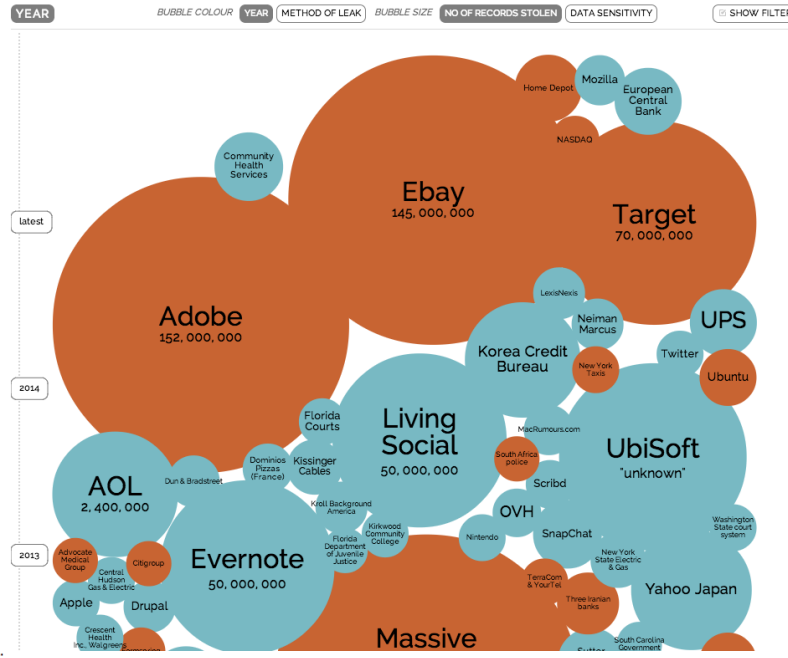 YEAR
BUBBLE COLOUR YEAR METHOD OF LEAK BUBBLE SIZE NO OF RECORDS STOLEN DATA SENSITIVITY SHOW FILTER
Home Depot
Mozilla
European
Central
Bank
NASDAQ
Community
Health
Services
Ebay
145, 000, 000
Target
70, 000, 000
latest
Adobe
152, 000, 000
LexisNexis
Neiman
Marcus
UPS
Korea Credit
Bureau
Twitter
New York
Taxis
Ubuntu
2014
Florida
Courts
Living
Social
50, 000, 000
MacRumours.com
UbiSoft
"unknown"
South Africa
police
Scribd
Dominios
Pizzas
(France)
Kissinger
Cables
Dun & Bradstreet
AOL
2, 400, 000
Kroll Background
America
OVH
Kirkwood
Community
College
Nintendo
SnapChat
Washington
State court
system
Florida
Department
of Juvenile
Justice
2013
Advocate
Medical
Group
Citigroup
Central
Hudson
Gas & Electric
Evernote
50, 000, 000
New York
State Electric
& Gas
TerraCom
& YourTel
Three Iranian
banks
Yahoo Japan
Apple
Drupal
Crescent
Health
Inc., Walgreens
Massive
South Carolina
Government